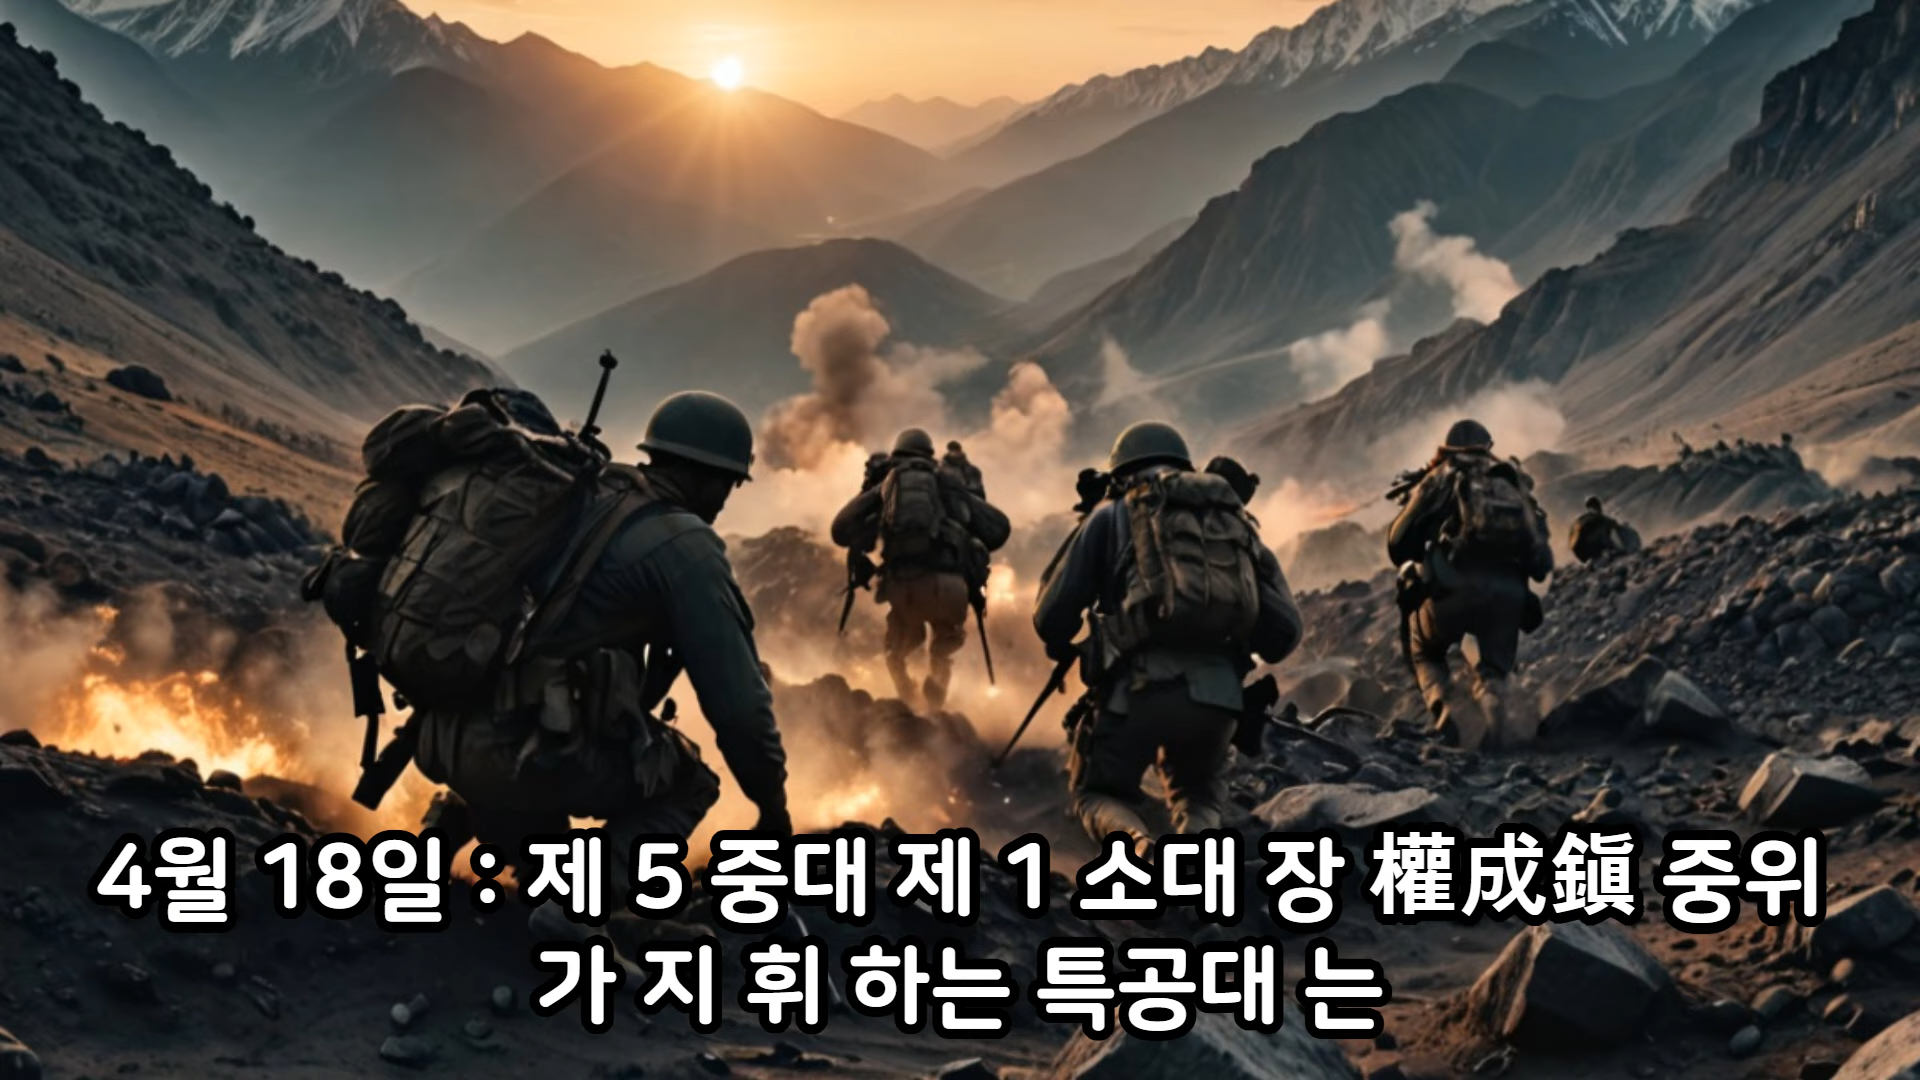 4월 18일 : 제 5 중대 제 1 소대 장 權成鎭 중위
가 지 휘 하는 특공대 는